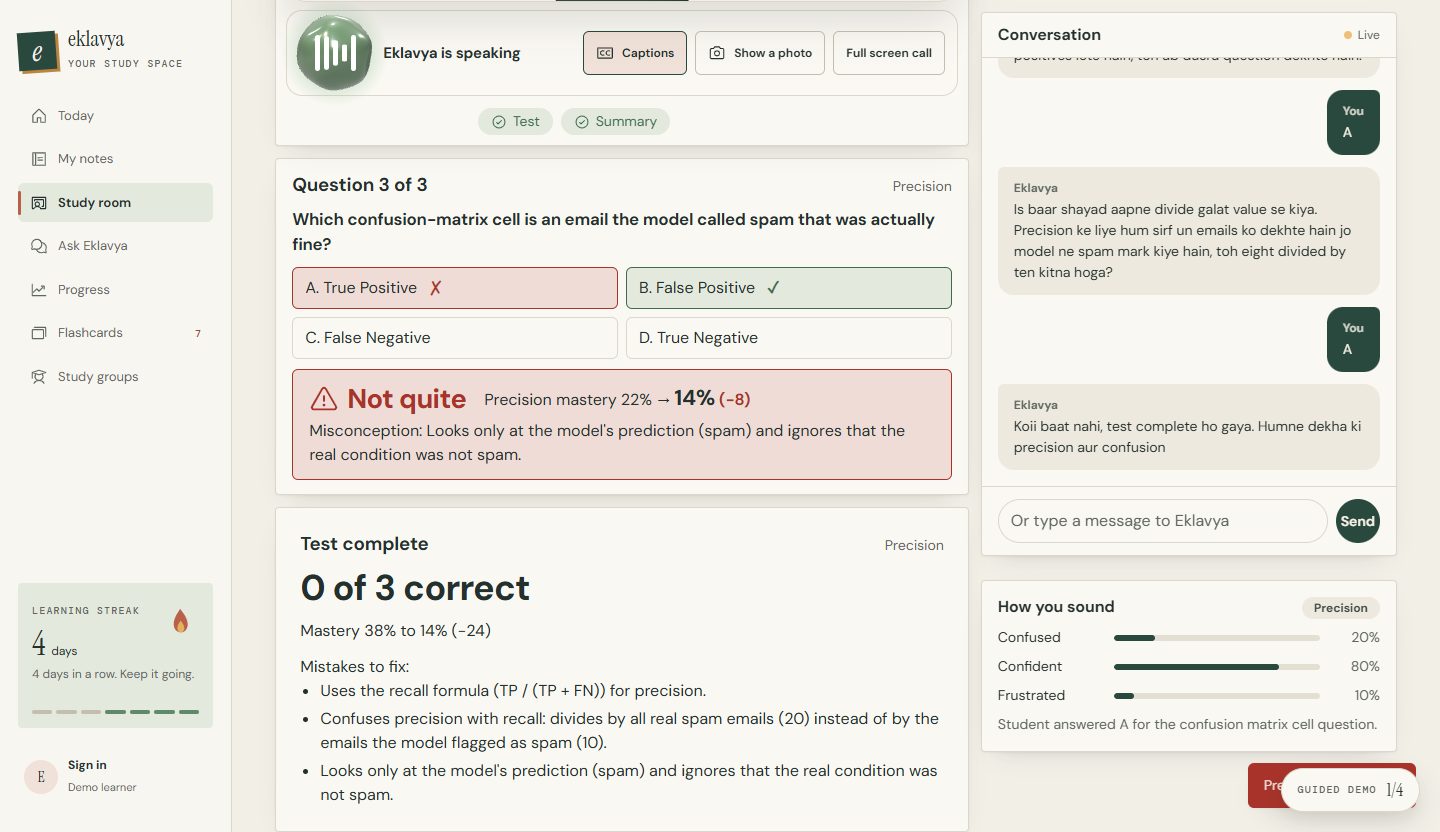 e
eklavya
YOUR STUDY SPACE
Today
My notes
Study room
Ask Eklavya
Progress
Flashcards 7
Study groups
LEARNING STREAK
4 days
4 days in a row. Keep it going.
E
Sign in
Demo learner
Eklavya is speaking
CC Captions
Show a photo
Full screen call
Test
Summary
Question 3 of 3
Precision
Which confusion-matrix cell is an email the model called spam that was actually
fine?
A. True Positive ✗
B. False Positive ✓
C. False Negative
D. True Negative
Not quite Precision mastery 22% → 14% (-8)
Misconception: Looks only at the model's prediction (spam) and ignores that the
real condition was not spam.
Test complete
Precision
0 of 3 correct
Mastery 38% to 14% (-24)
Mistakes to fix:
• Uses the recall formula (TP / (TP + FN)) for precision.
• Confuses precision with recall: divides by all real spam emails (20) instead of by the
emails the model flagged as spam (10).
• Looks only at the model's prediction (spam) and ignores that the real condition was
not spam.
Conversation
Live
You
A
Eklavya
Is baar shayad aapne divide galat value se kiya.
Precision ke liye hum sirf un emails ko dekhte hain jo
model ne spam mark kiye hain, toh eight divided by
ten kitna hoga?
You
A
Eklavya
Koii baat nahi, test complete ho gaya. Humne dekha ki
precision aur confusion
Or type a message to Eklavya
Send
How you sound
Precision
Confused 20%
Confident 80%
Frustrated 10%
Student answered A for the confusion matrix cell question.
GUIDED DEMO 1/4